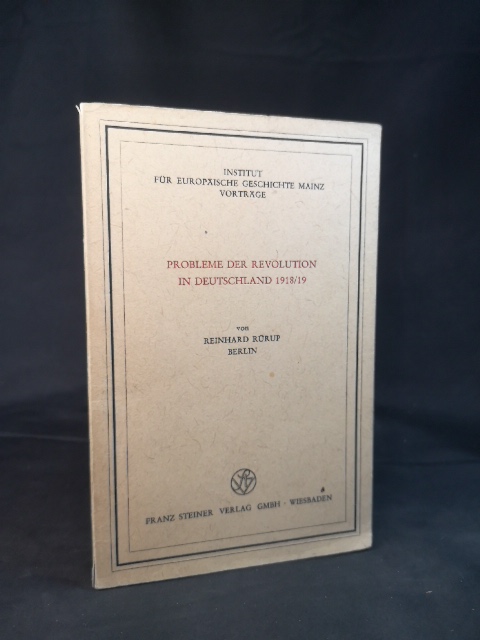 INSTITUT
FÜR EUROPÄISCHE GESCHICHTE MAINZ
VORTRÄGE
PROBLEME DER REVOLUTION
IN DEUTSCHLAND 1918/19
von
REINHARD RÜRUP
BERLIN
FRANZ STEINER VERLAG GMBH · WIESBADEN